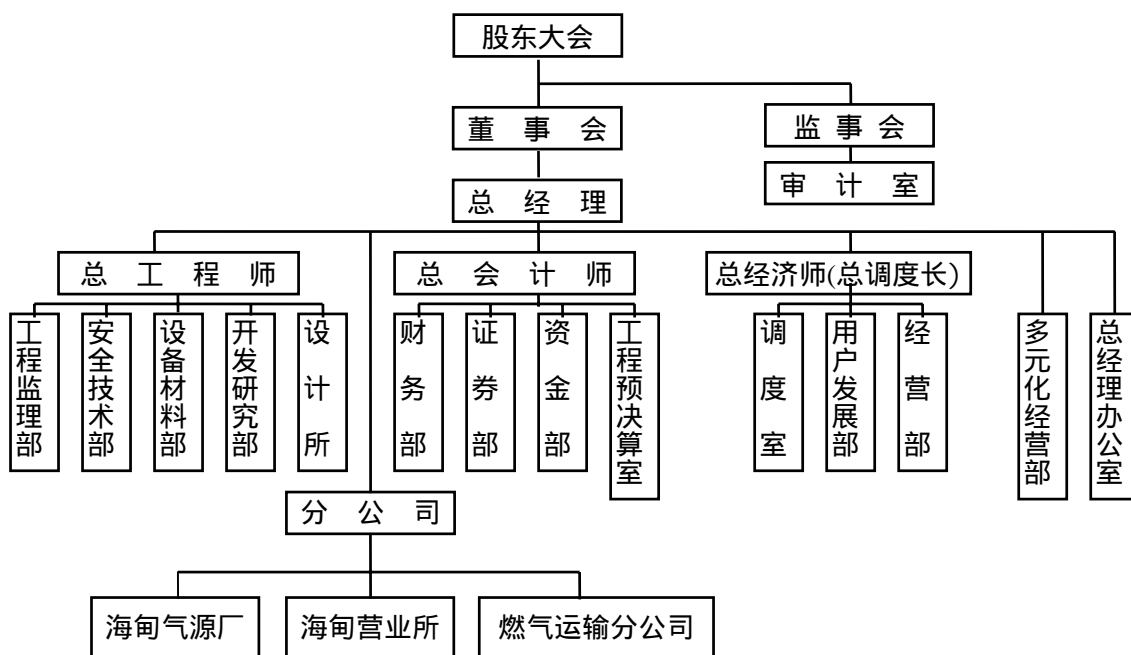 股东大会
董 事 会
监 事 会
总 经 理
审 计 室
总 工 程 师
总 会 计 师
总经济师(总调度长)
工程监理部
安全技术部
设备材料部
开发研究部
设 计 所
财 务 部
证 券 部
资 金 部
工程预决算室
调 度 室
用户发展部
经 营 部
多元化经营部
总经理办公室
分 公 司
海甸气源厂
海甸营业所
燃气运输分公司